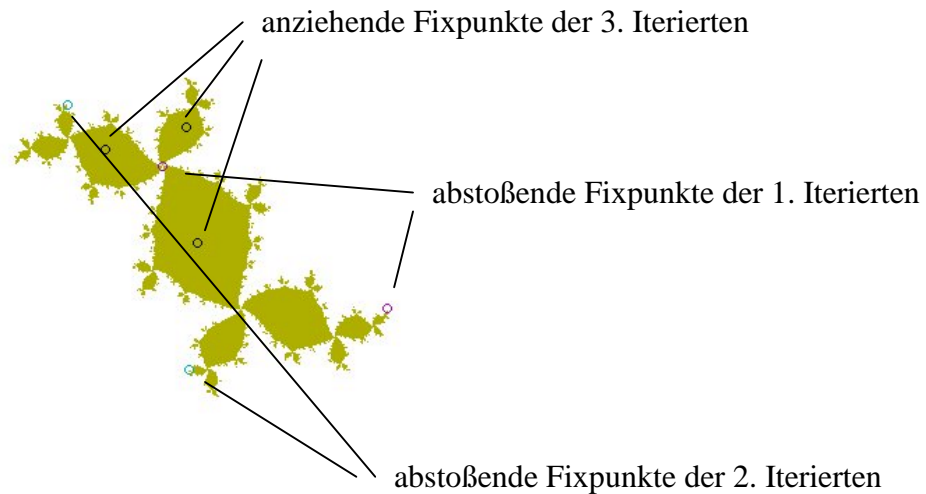 anziehende Fixpunkte der 3. Iterierten
abstoßende Fixpunkte der 1. Iterierten
abstoßende Fixpunkte der 2. Iterierten